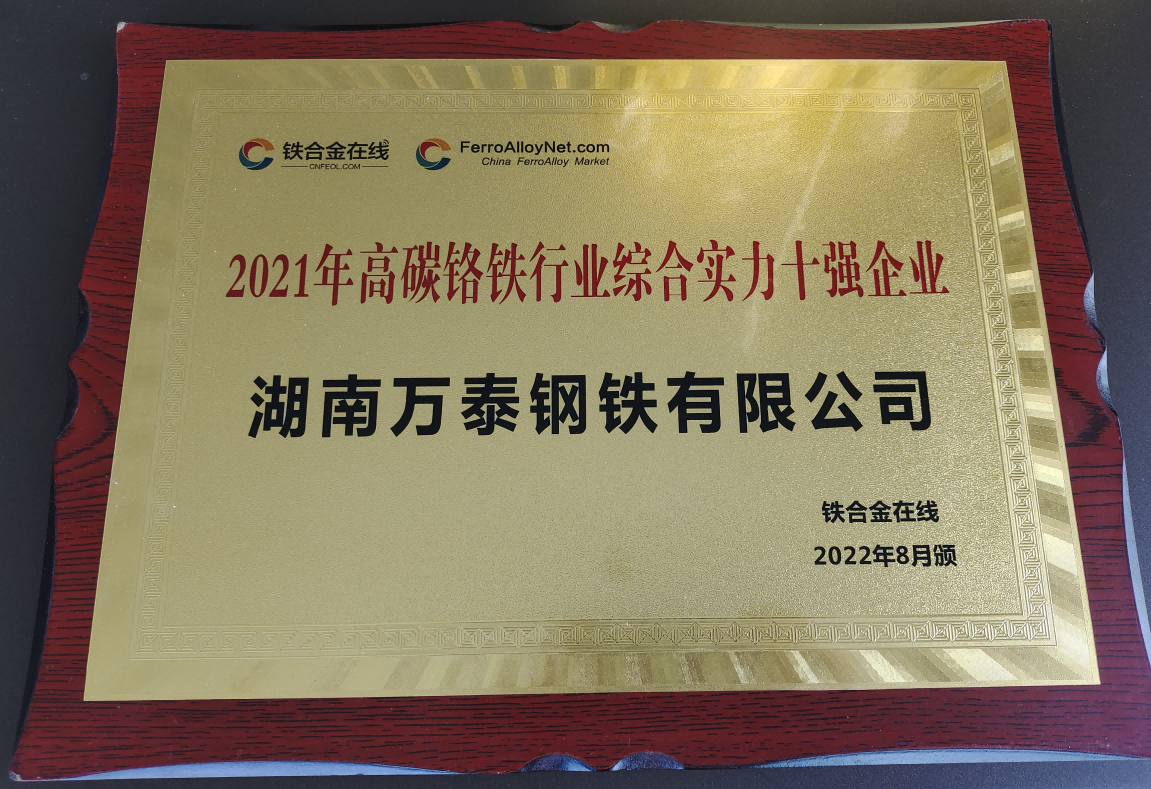 铁合金在线 FerroAlloyNet.com
CNFEOL.COM China FerroAlloy Market
2021年高碳铬铁行业综合实力十强企业
湖南万泰钢铁有限公司
铁合金在线
2022年8月颁